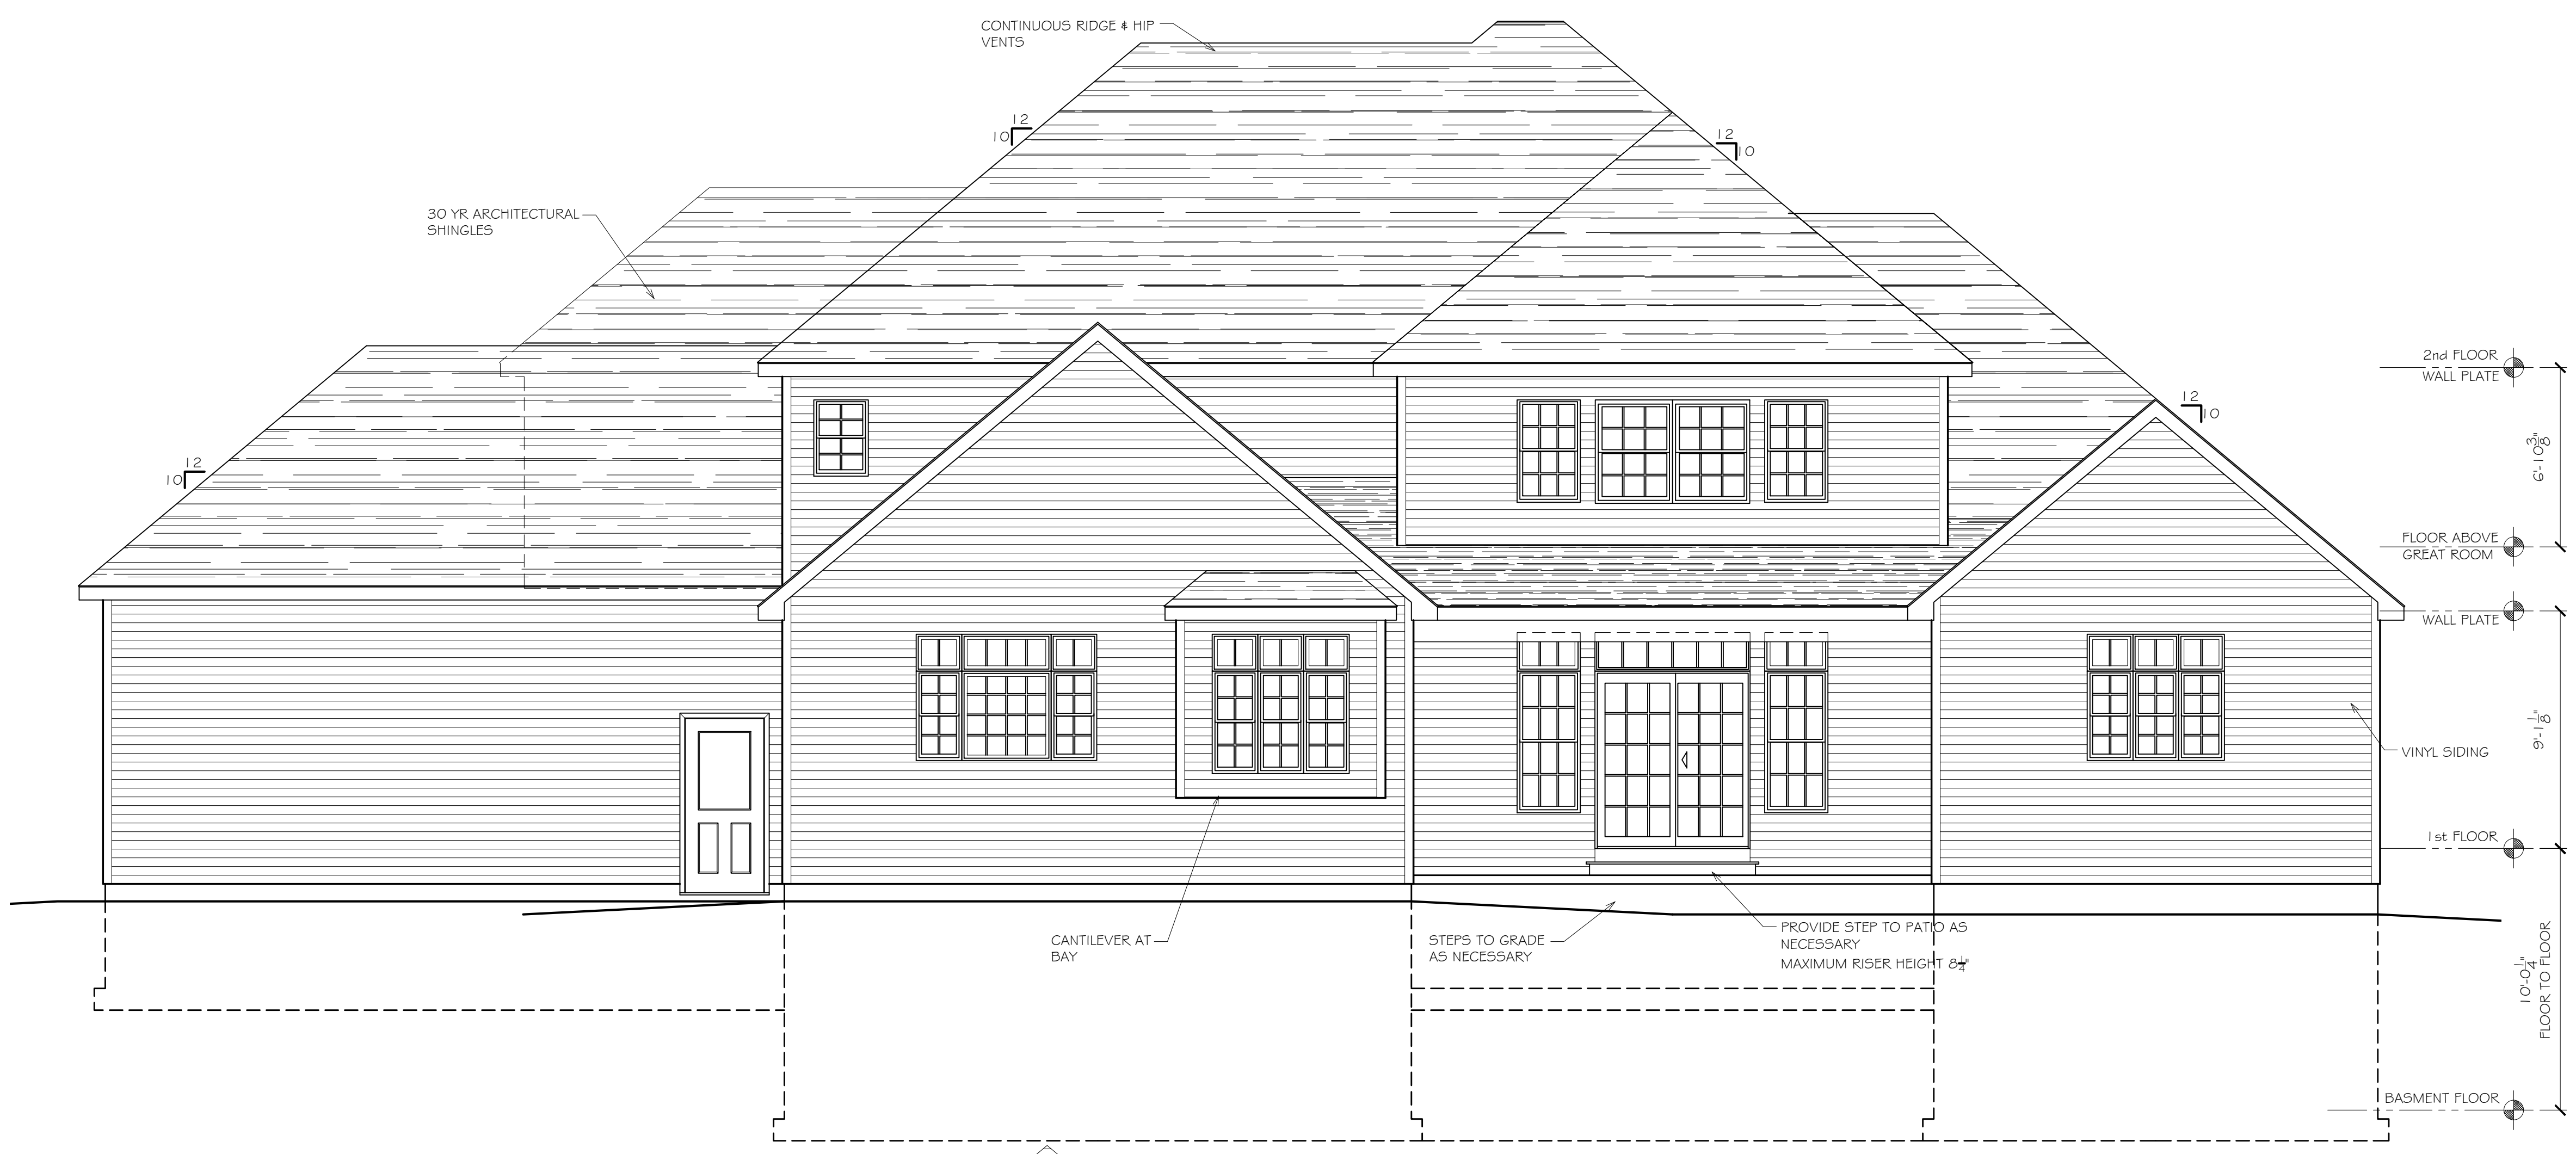 CONTINUOUS RIDGE & HIP
VENTS
12
10
12
10
30 YR ARCHITECTURAL
SHINGLES
2nd FLOOR
WALL PLATE
12
10
6'-10 3/8"
12
10
FLOOR ABOVE
GREAT ROOM
WALL PLATE
9'-1 1/8"
VINYL SIDING
1st FLOOR
CANTILEVER AT
BAY
STEPS TO GRADE
AS NECESSARY
PROVIDE STEP TO PATIO AS
NECESSARY
MAXIMUM RISER HEIGHT 8 1/4"
10'-0 1/4"
FLOOR TO FLOOR
BASMENT FLOOR